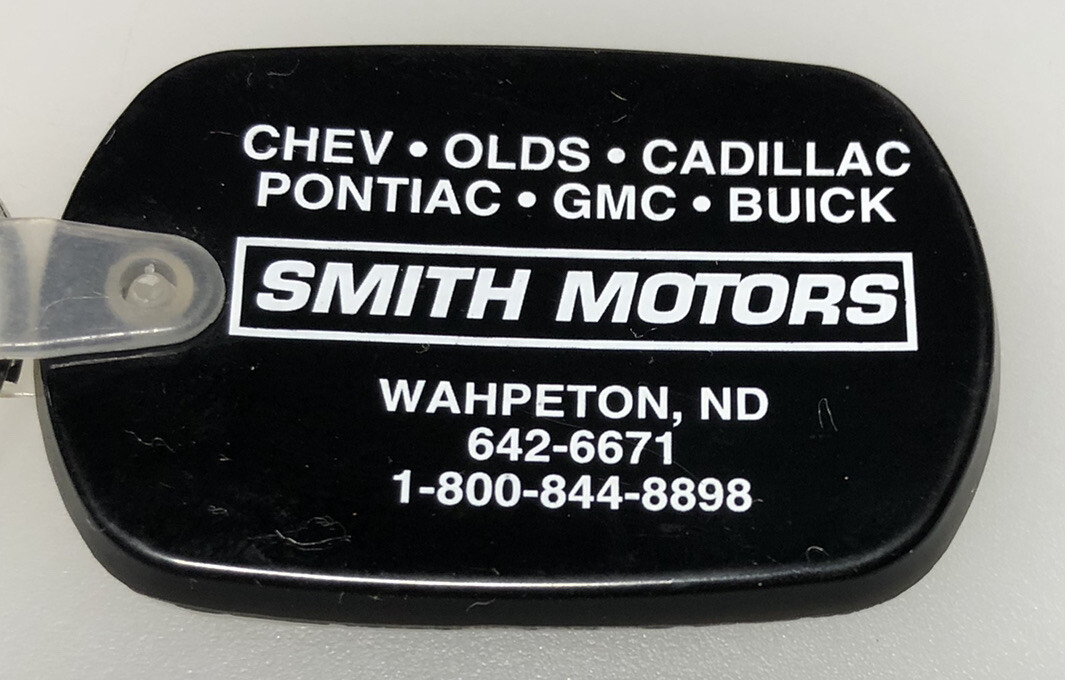 CHEV • OLDS • CADILLAC
PONTIAC • GMC • BUICK
SMITH MOTORS
WAHPETON, ND
642-6671
1-800-844-8898